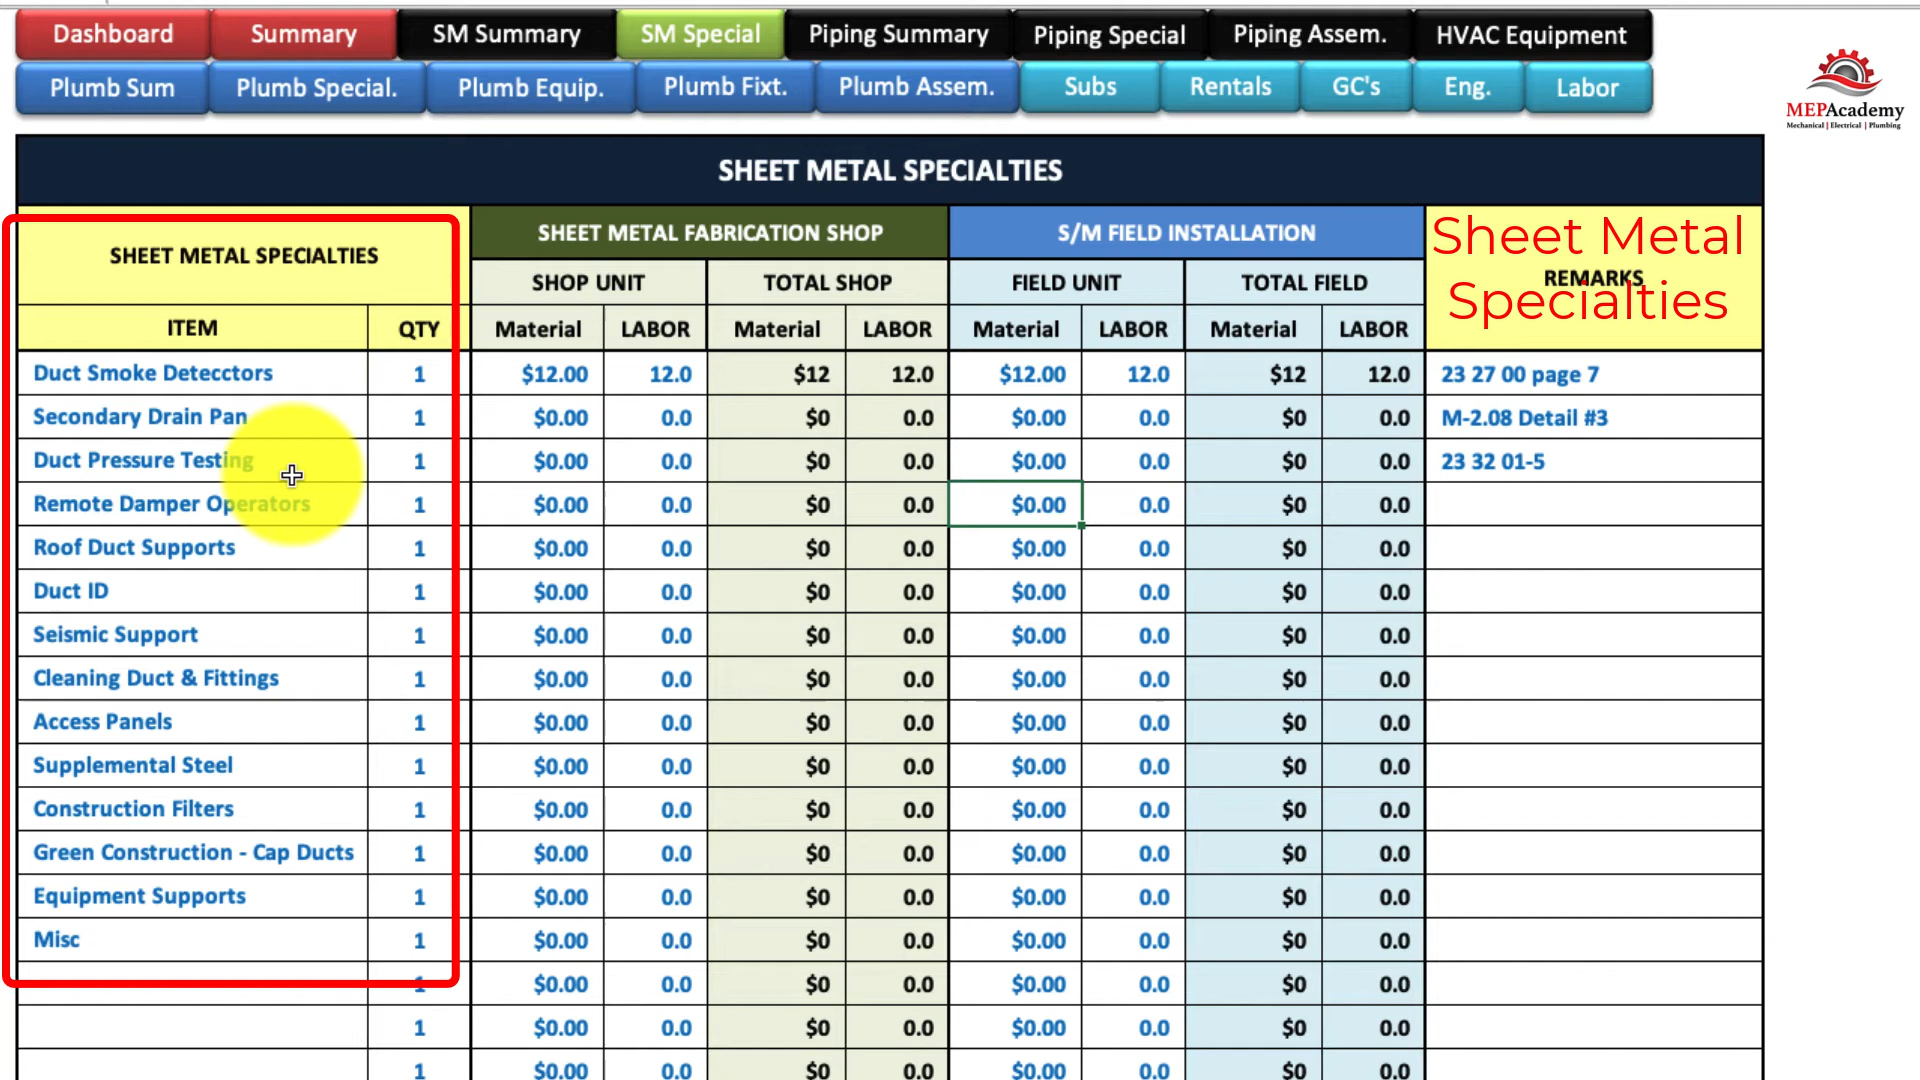 Dashboard Summary SM Summary SM Special Piping Summary Piping Special Piping Assem. HVAC Equipment
Plumb Sum Plumb Special. Plumb Equip. Plumb Fixt. Plumb Assem. Subs Rentals GC's Eng. Labor
MEPAcademy
Mechanical | Electrical | Plumbing
SHEET METAL SPECIALTIES
SHEET METAL SPECIALTIES SHEET METAL FABRICATION SHOP S/M FIELD INSTALLATION REMARKS
Sheet Metal
Specialties
SHOP UNIT TOTAL SHOP FIELD UNIT TOTAL FIELD
ITEM QTY Material LABOR Material LABOR Material LABOR Material LABOR
Duct Smoke Detecctors 1 $12.00 12.0 $12 12.0 $12.00 12.0 $12 12.0 23 27 00 page 7
Secondary Drain Pan 1 $0.00 0.0 $0 0.0 $0.00 0.0 $0 0.0 M-2.08 Detail #3
Duct Pressure Testing 1 $0.00 0.0 $0 0.0 $0.00 0.0 $0 0.0 23 32 01-5
Remote Damper Operators 1 $0.00 0.0 $0 0.0 $0.00 0.0 $0 0.0
Roof Duct Supports 1 $0.00 0.0 $0 0.0 $0.00 0.0 $0 0.0
Duct ID 1 $0.00 0.0 $0 0.0 $0.00 0.0 $0 0.0
Seismic Support 1 $0.00 0.0 $0 0.0 $0.00 0.0 $0 0.0
Cleaning Duct & Fittings 1 $0.00 0.0 $0 0.0 $0.00 0.0 $0 0.0
Access Panels 1 $0.00 0.0 $0 0.0 $0.00 0.0 $0 0.0
Supplemental Steel 1 $0.00 0.0 $0 0.0 $0.00 0.0 $0 0.0
Construction Filters 1 $0.00 0.0 $0 0.0 $0.00 0.0 $0 0.0
Green Construction - Cap Ducts 1 $0.00 0.0 $0 0.0 $0.00 0.0 $0 0.0
Equipment Supports 1 $0.00 0.0 $0 0.0 $0.00 0.0 $0 0.0
Misc 1 $0.00 0.0 $0 0.0 $0.00 0.0 $0 0.0
1 $0.00 0.0 $0 0.0 $0.00 0.0 $0 0.0
1 $0.00 0.0 $0 0.0 $0.00 0.0 $0 0.0
1 $0.00 0.0 $0 0.0 $0.00 0.0 $0 0.0